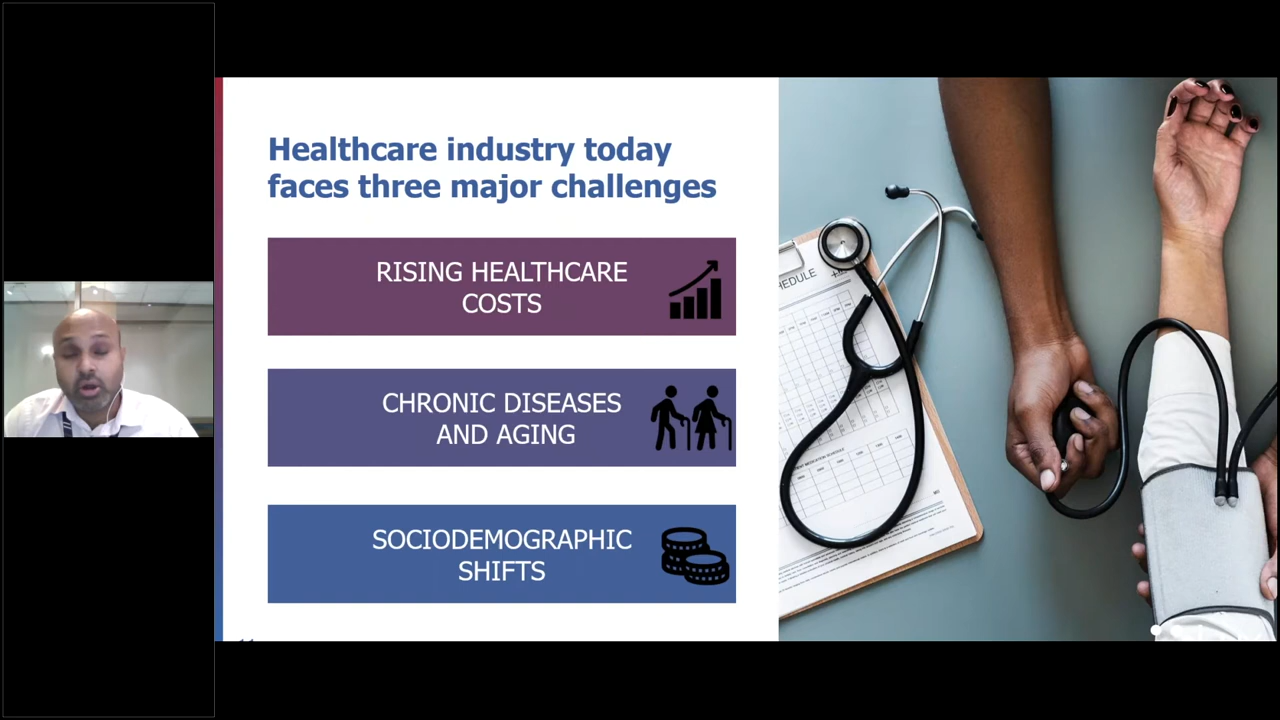 Healthcare industry today
faces three major challenges
RISING HEALTHCARE
COSTS
CHRONIC DISEASES
AND AGING
SOCIODEMOGRAPHIC
SHIFTS